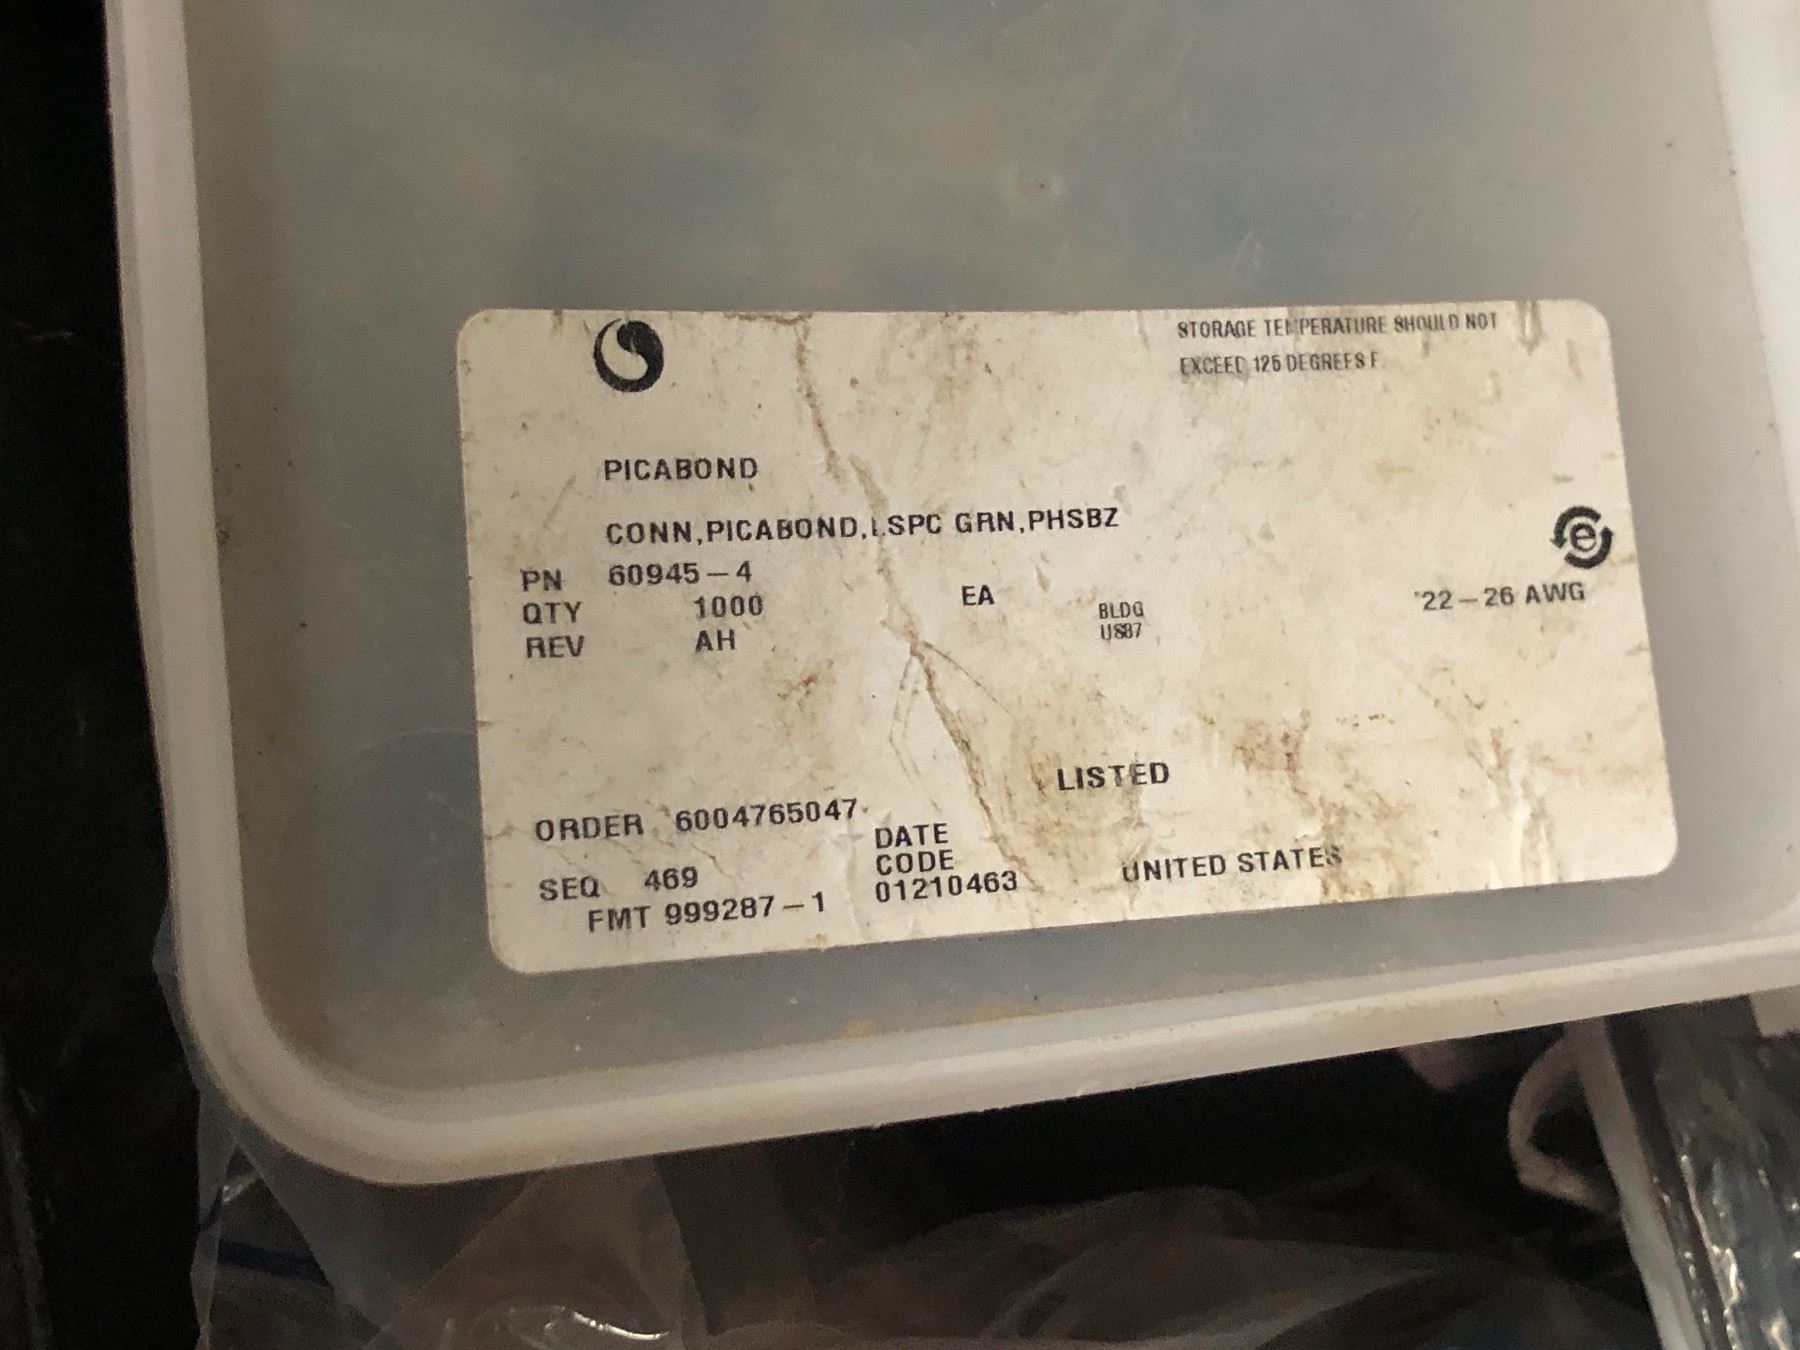 STORAGE TEMPERATURE SHOULD NOT
EXCEED 125 DEGREES F.
PICABOND
CONN,PICABOND,LSPC GRN,PHSBZ
PN 60945-4
QTY 1000 EA
REV AH
BLDG
US87
e
22-26 AWG
LISTED
ORDER 6004765047
SEQ 469
FMT 999287-1
DATE
CODE
01210463
UNITED STATES